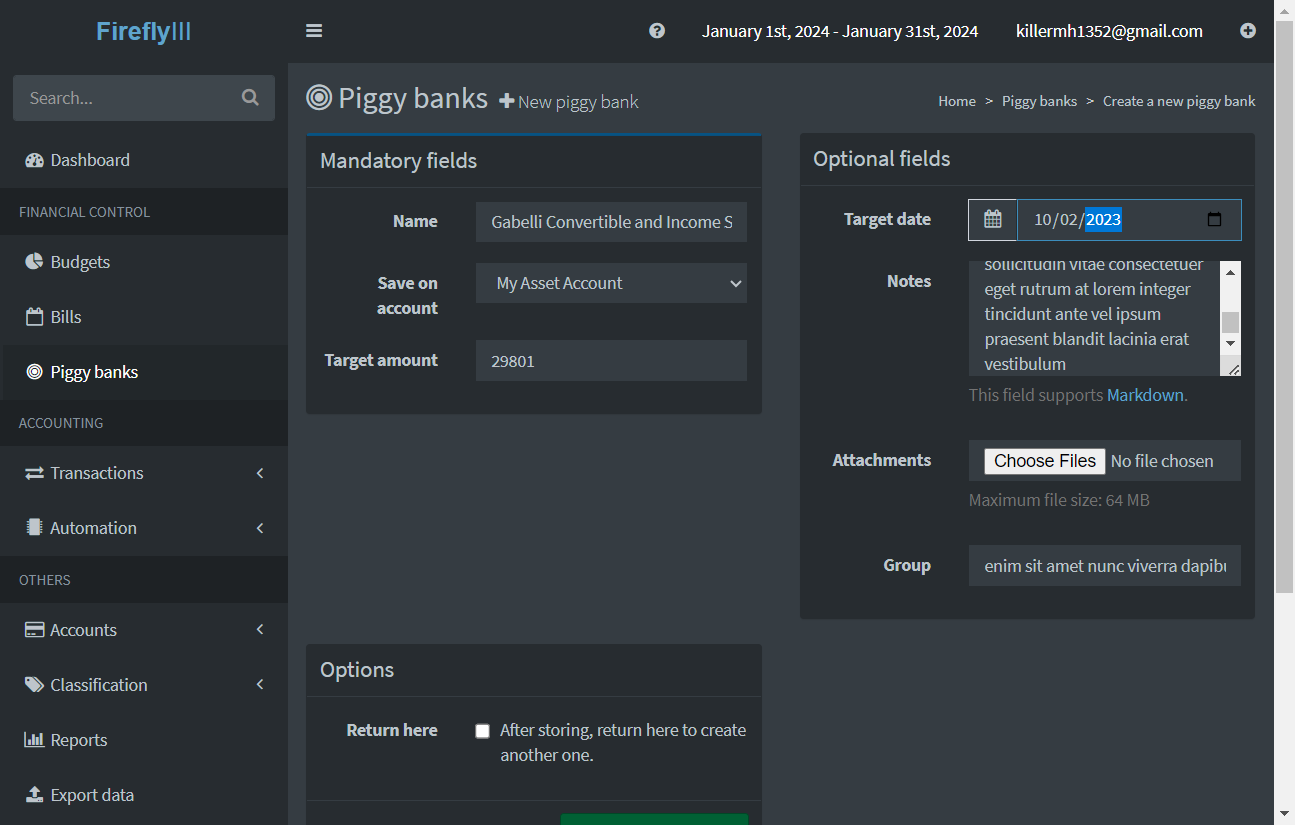 FireflyIII
January 1st, 2024 - January 31st, 2024
killermh1352@gmail.com
Search...
Dashboard
FINANCIAL CONTROL
Budgets
Bills
Piggy banks
ACCOUNTING
Transactions
Automation
OTHERS
Accounts
Classification
Reports
Export data
Piggy banks
New piggy bank
Home > Piggy banks > Create a new piggy bank
Mandatory fields
Name
Gabelli Convertible and Income S
Save on
account
My Asset Account
Target amount
29801
Optional fields
Target date
10/02/2023
Notes
sollicitudin vitae consectetuer
eget rutrum at lorem integer
tincidunt ante vel ipsum
praesent blandit lacinia erat
vestibulum
This field supports Markdown.
Attachments
Choose Files No file chosen
Maximum file size: 64 MB
Group
enim sit amet nunc viverra dapibu
Options
Return here
After storing, return here to create
another one.